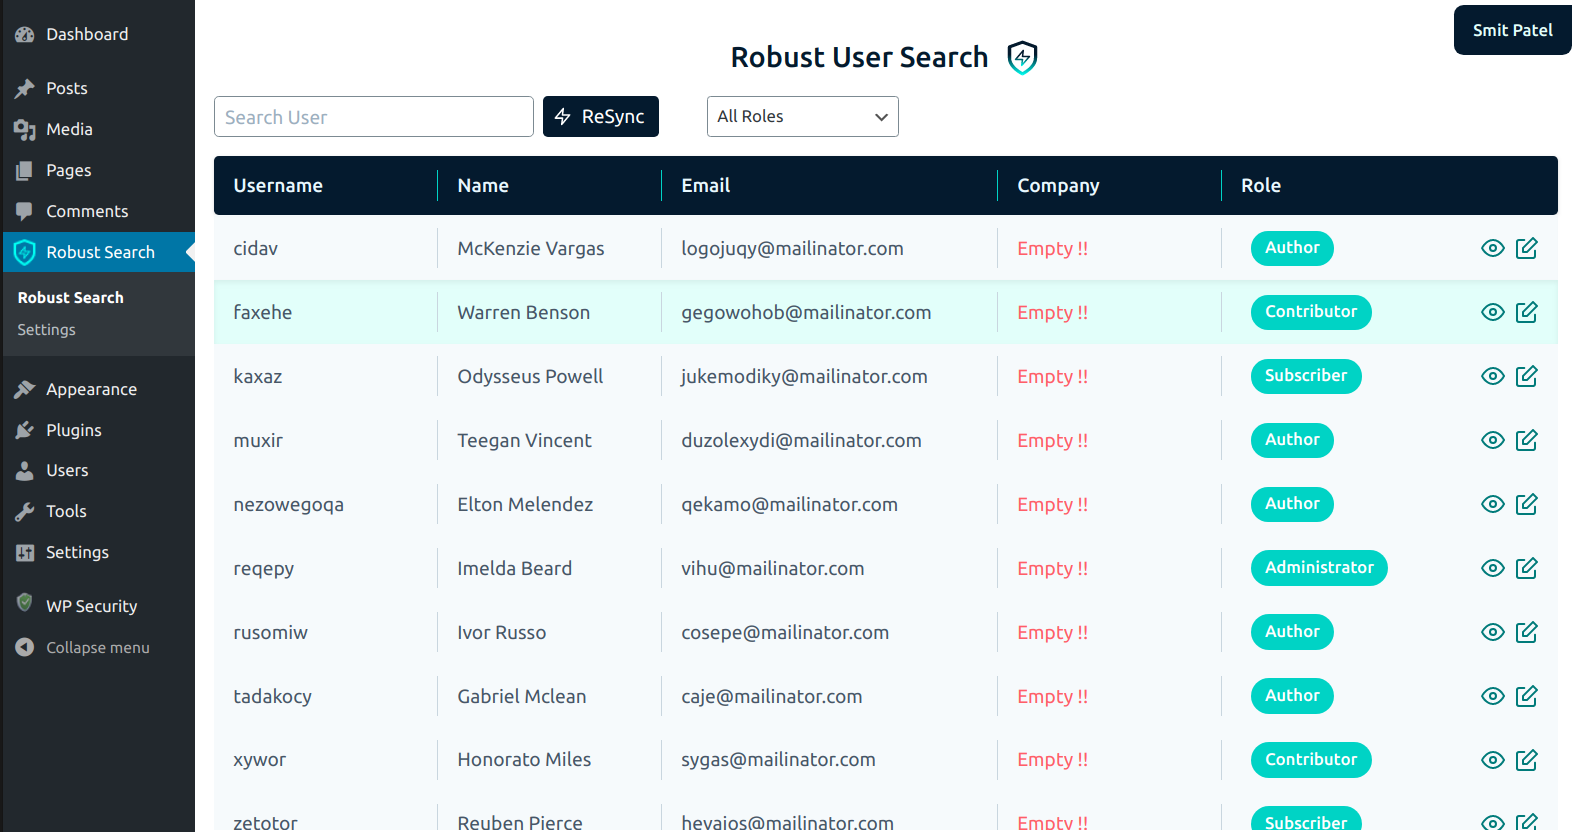 Dashboard
Posts
Media
Pages
Comments
Robust Search
Robust Search
Settings
Appearance
Plugins
Users
Tools
Settings
WP Security
Collapse menu
Smit Patel
Robust User Search
Search User
ReSync
All Roles
Username Name Email Company Role
cidav McKenzie Vargas logojuqy@mailinator.com Empty !! Author
faxehe Warren Benson gegowohob@mailinator.com Empty !! Contributor
kaxaz Odysseus Powell jukemodiky@mailinator.com Empty !! Subscriber
muxir Teegan Vincent duzolexydi@mailinator.com Empty !! Author
nezowegoqa Elton Melendez qekamo@mailinator.com Empty !! Author
reqepy Imelda Beard vihu@mailinator.com Empty !! Administrator
rusomiw Ivor Russo cosepe@mailinator.com Empty !! Author
tadakocy Gabriel Mclean caje@mailinator.com Empty !! Author
xywor Honorato Miles sygas@mailinator.com Empty !! Contributor
zetotor Reuben Pierce hevajos@mailinator.com Empty !! Subscriber